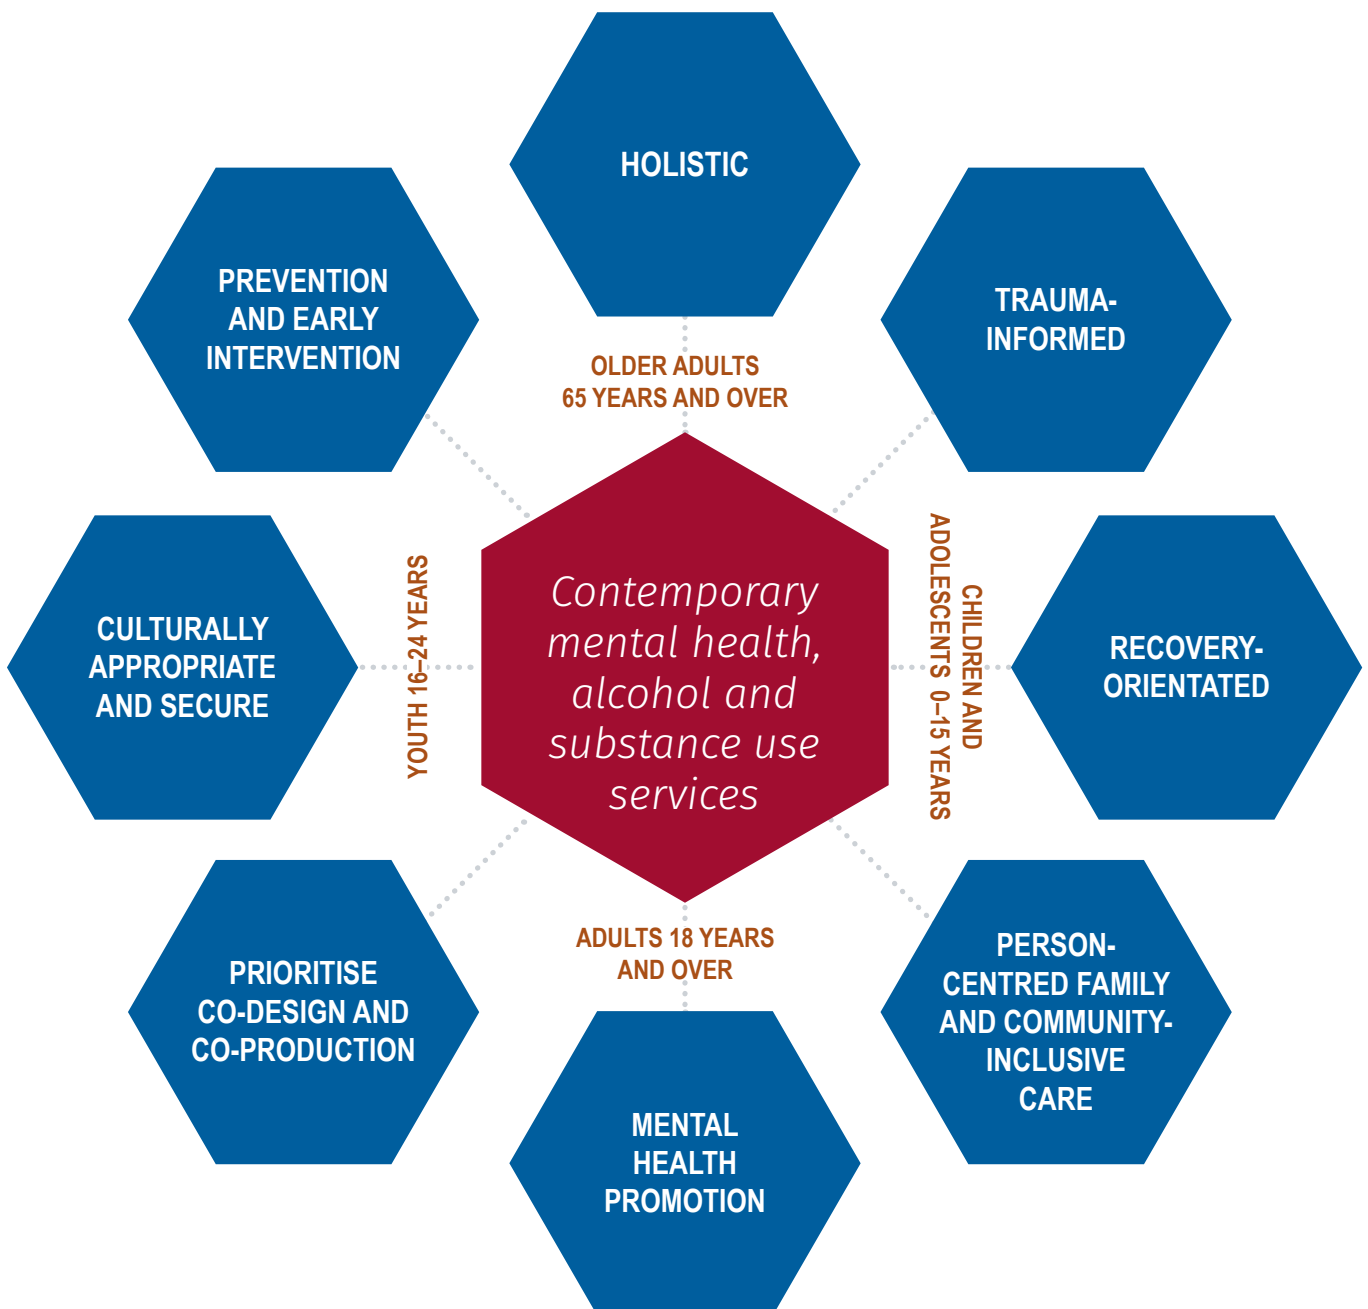 HOLISTIC
TRAUMA-
INFORMED
RECOVERY-
ORIENTATED
PERSON-
CENTRED FAMILY
AND COMMUNITY-
INCLUSIVE
CARE
MENTAL
HEALTH
PROMOTION
PRIORITISE
CO-DESIGN AND
CO-PRODUCTION
CULTURALLY
APPROPRIATE
AND SECURE
PREVENTION
AND EARLY
INTERVENTION
OLDER ADULTS
65 YEARS AND OVER
CHILDREN AND
ADOLESCENTS 0–15 YEARS
ADULTS 18 YEARS
AND OVER
YOUTH 16–24 YEARS
Contemporary
mental health,
alcohol and
substance use
services